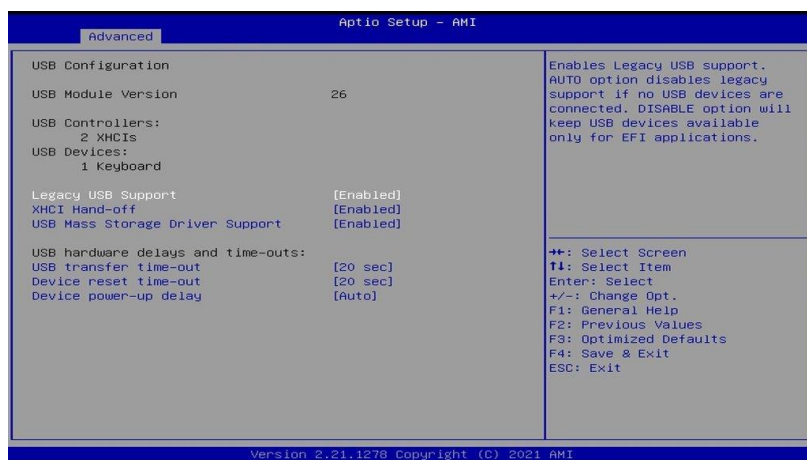 Aptio Setup – AMI
Advanced
USB Configuration
USB Module Version 26
USB Controllers:
2 XHCIs
USB Devices:
1 Keyboard
Legacy USB Support [Enabled]
XHCI Hand-off [Enabled]
USB Mass Storage Driver Support [Enabled]
USB hardware delays and time-outs:
USB transfer time-out [20 sec]
Device reset time-out [20 sec]
Device power-up delay [Auto]
Enables Legacy USB support.
AUTO option disables legacy
support if no USB devices are
connected. DISABLE option will
keep USB devices available
only for EFI applications.
→←: Select Screen
↑↓: Select Item
Enter: Select
+/-: Change Opt.
F1: General Help
F2: Previous Values
F3: Optimized Defaults
F4: Save & Exit
ESC: Exit
Version 2.21.1278 Copyright (C) 2021 AMI